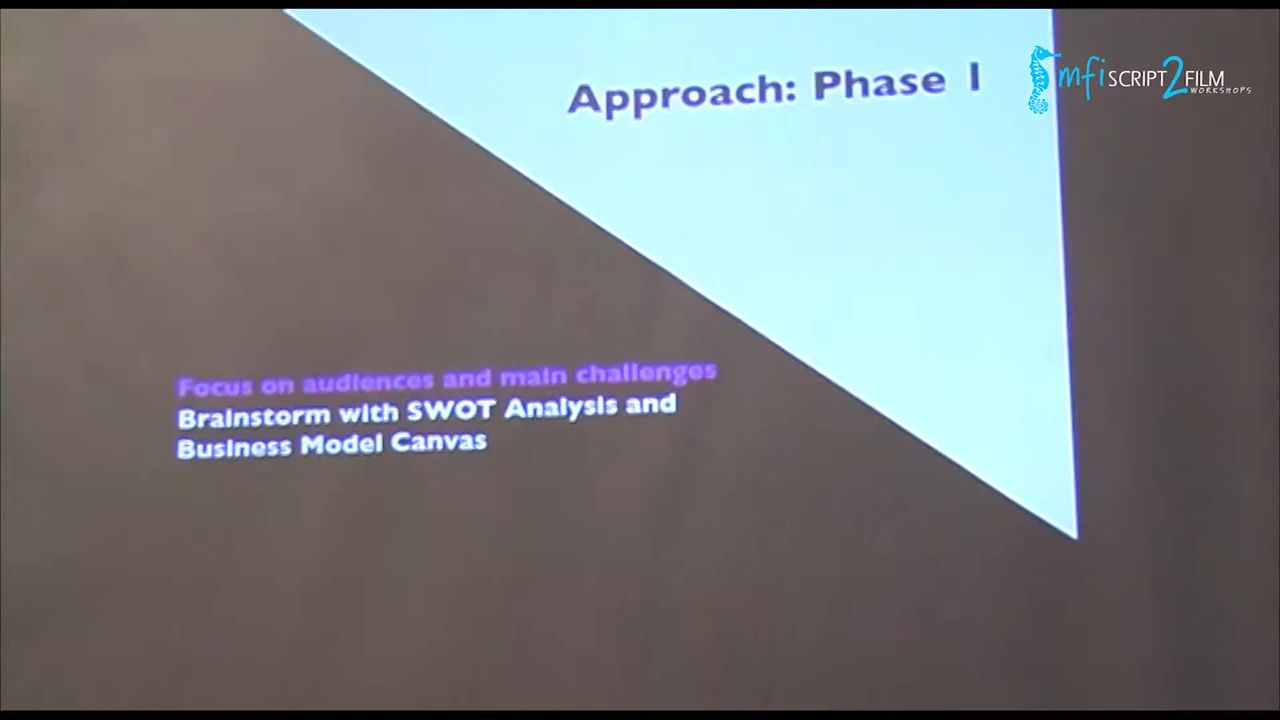 Approach: Phase 1
mfi SCRIPT2FILM
WORKSHOPS
Focus on audiences and main challenges
Brainstorm with SWOT Analysis and
Business Model Canvas